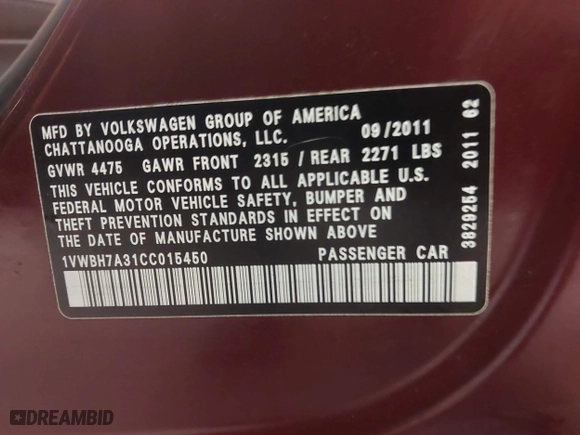 MFD BY VOLKSWAGEN GROUP OF AMERICA
CHATTANOOGA OPERATIONS, LLC. 09/2011
GVWR 4475 GAWR FRONT 2315 / REAR 2271 LBS
THIS VEHICLE CONFORMS TO ALL APPLICABLE U.S.
FEDERAL MOTOR VEHICLE SAFETY, BUMPER AND
THEFT PREVENTION STANDARDS IN EFFECT ON
THE DATE OF MANUFACTURE SHOWN ABOVE
1VWBH7A31CC015450 PASSENGER CAR
3829254 2011 62
DREAMBID